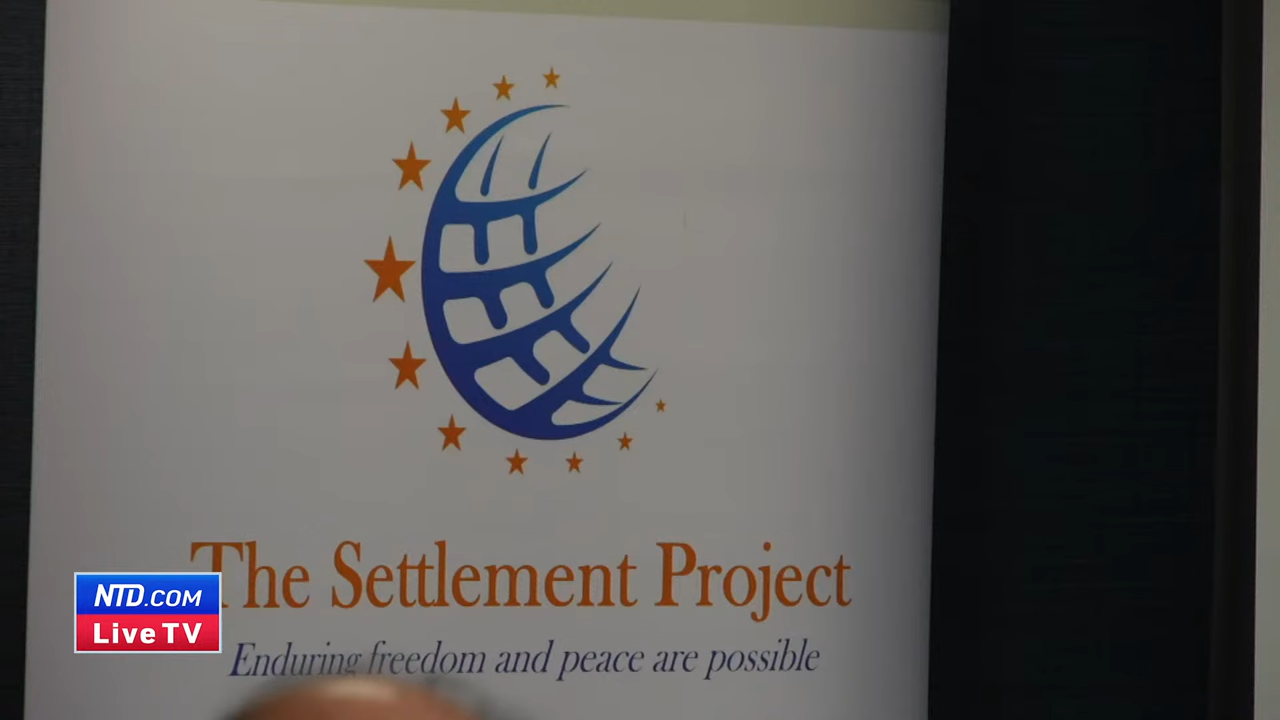 The Settlement Project
NTD.COM
Live TV
Enduring freedom and peace are possible